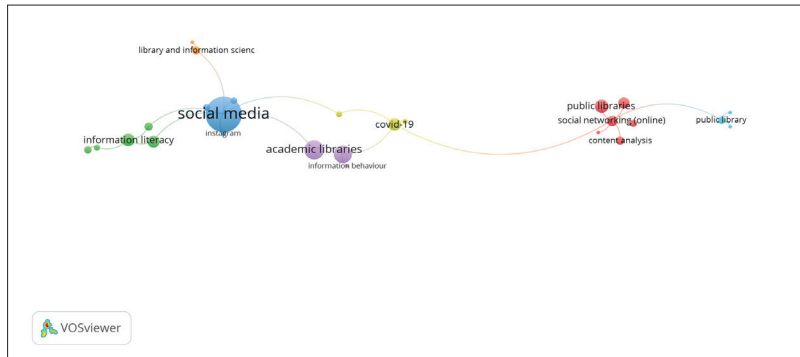 library and information scienc
social media
instagram
information literacy
academic libraries
information behaviour
covid-19
public libraries
social networking (online)
content analysis
public library
VOSviewer